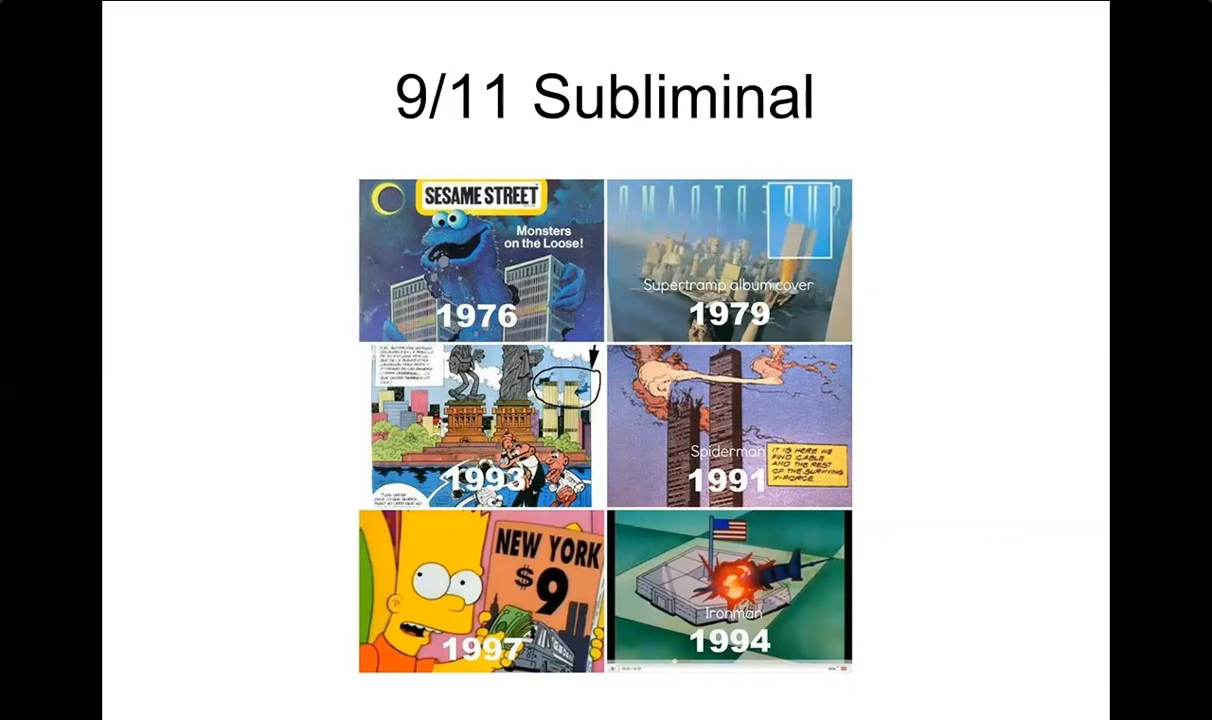 9/11 Subliminal
SESAME STREET
Monsters
on the Loose!
1976
SUPERTRAMP
Supertramp album cover
1979
1993
Spiderman
1991
IT IS HERE WE
FIND CABLE
AND THE REST
OF THE SURVIVING
X-FORCE.
NEW YORK
$9
1997
Ironman
1994